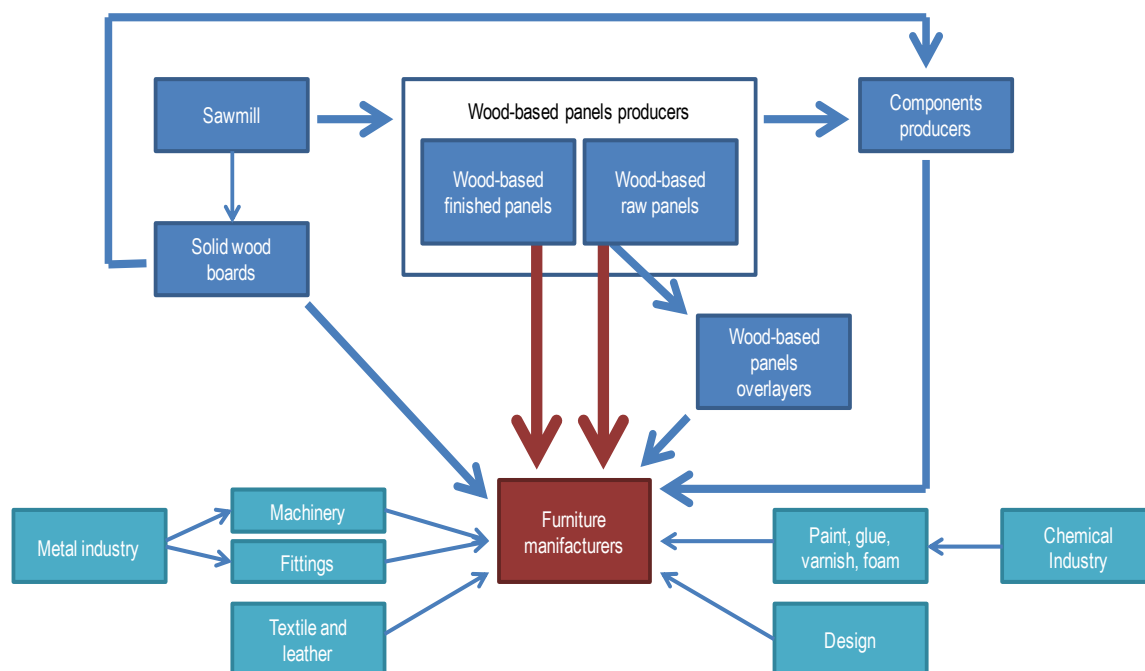 Sawmill
Wood-based panels producers
Components
producers
Wood-based
finished panels
Wood-based
raw panels
Solid wood
boards
Wood-based
panels
overlayers
Metal industry
Machinery
Fittings
Textile and
leather
Furniture
manifacturers
Paint, glue,
varnish, foam
Chemical
Industry
Design